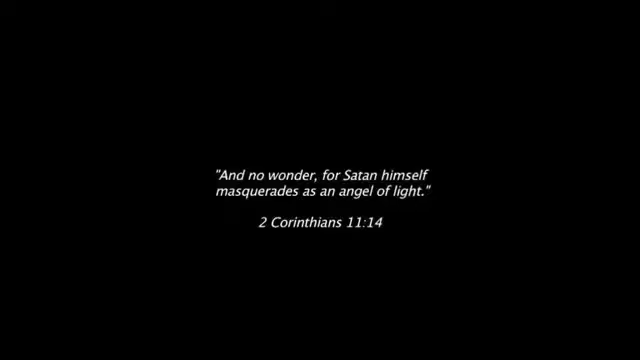 "And no wonder, for Satan himself
masquerades as an angel of light."
2 Corinthians 11:14